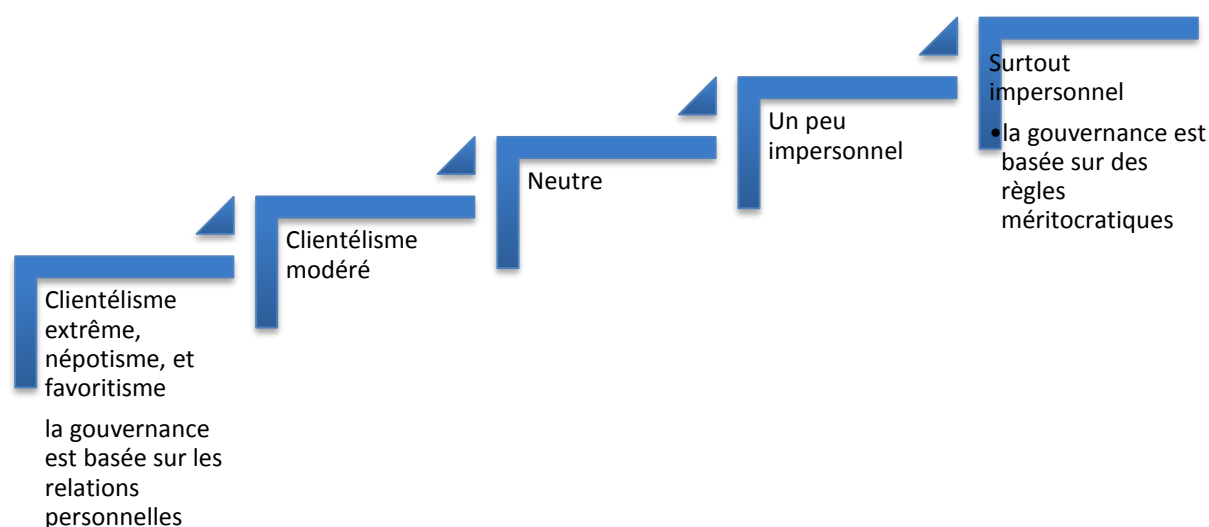 Clientélisme
extrême,
népotisme, et
favoritisme
la gouvernance
est basée sur les
relations
personnelles
Clientélisme
modéré
Neutre
Un peu
impersonnel
Surtout
impersonnel
•la gouvernance est
basée sur des
règles
méritocratiques